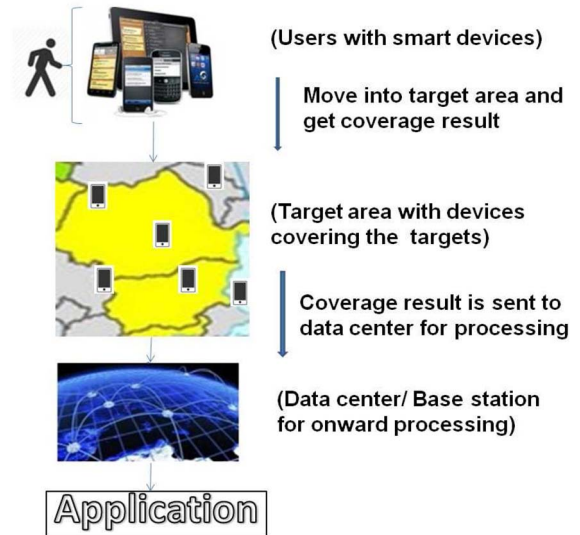 (Users with smart devices)
Move into target area and
get coverage result
(Target area with devices
covering the targets)
Coverage result is sent to
data center for processing
(Data center/ Base station
for onward processing)
Application